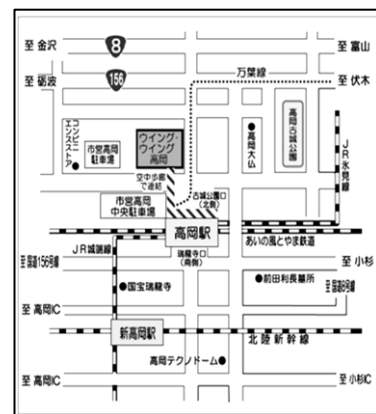 至 金沢
8
至 富山
至 砺波
156
万葉線
至 伏木
コンビニ
エンスストア
市営高岡
駐車場
ウイング・
ウイング
高岡
高岡大仏
高岡古城公園
JR氷見線
空中歩廊
で連結
古城公園口
(北側)
市営高岡
中央駐車場
高岡駅
JR城端線
あいの風とやま鉄道
瑞龍寺口
(南側)
至 国道156号線
至 小杉
国宝瑞龍寺
前田利長墓所
至 国道8号線
至 高岡IC
新高岡駅
北陸新幹線
高岡テクノドーム
至 高岡IC
至 小杉IC